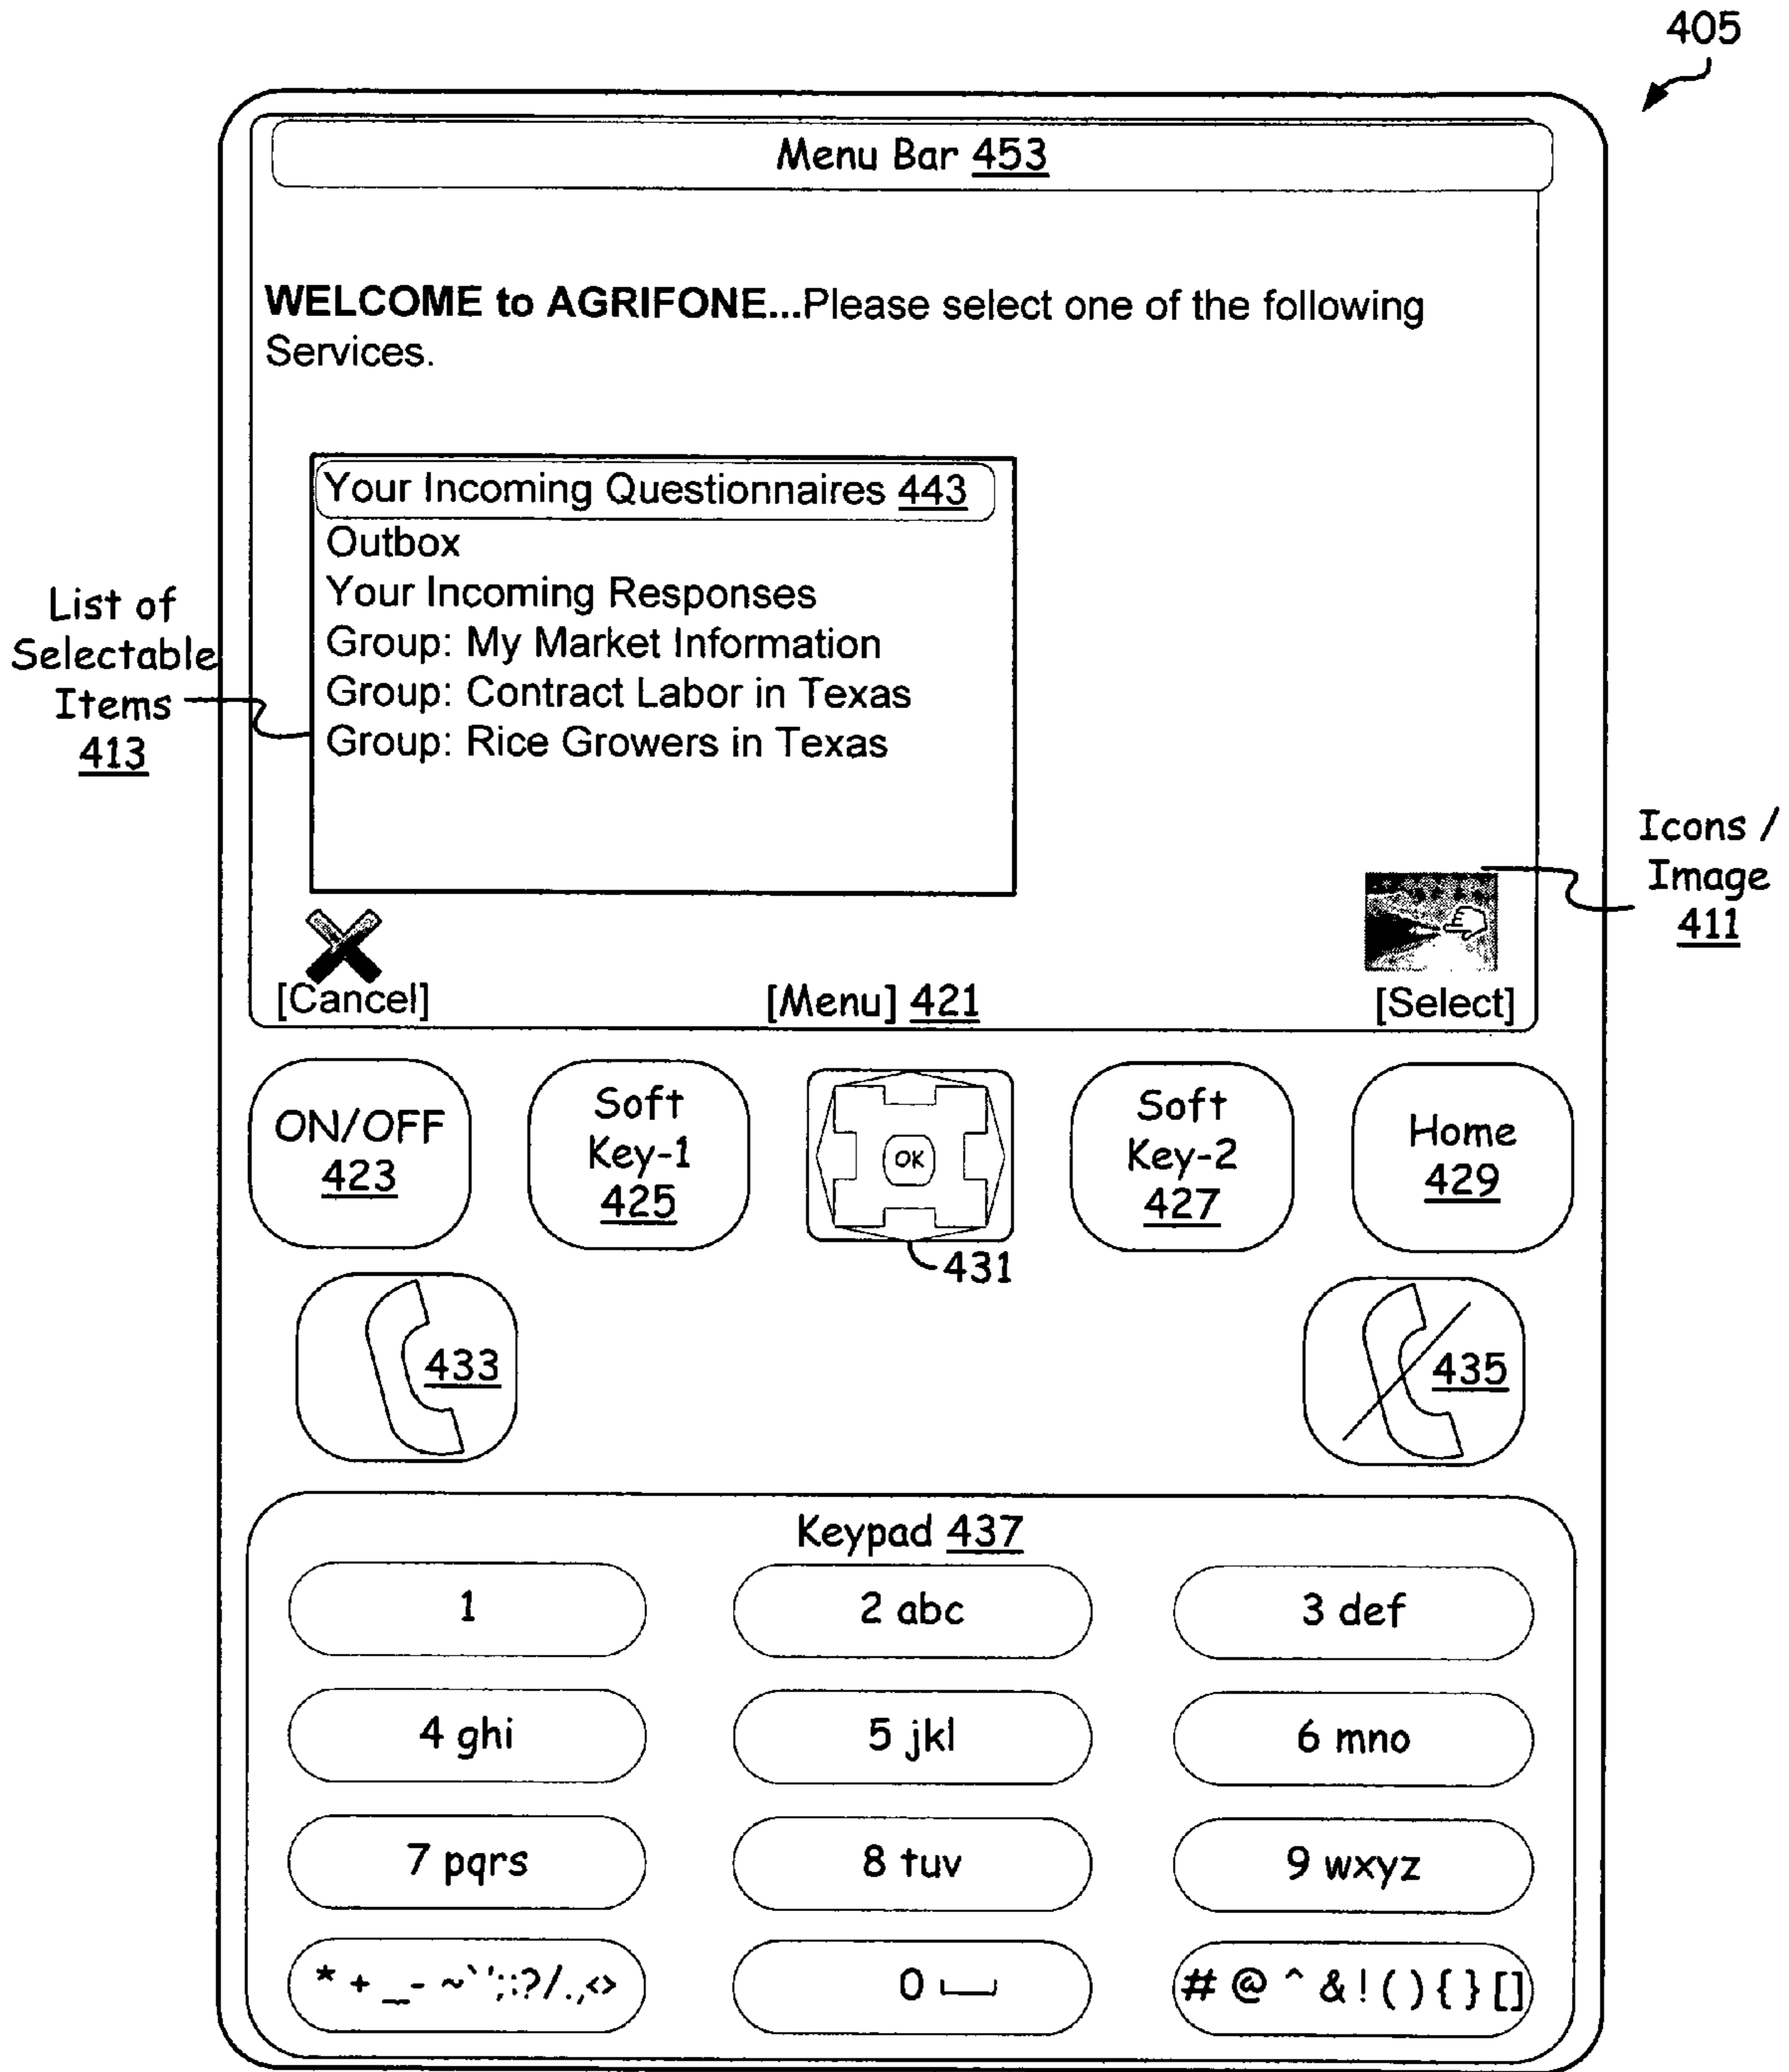 405
Menu Bar 453
WELCOME to AGRIFONE...Please select one of the following
Services.
Your Incoming Questionnaires 443
Outbox
Your Incoming Responses
Group: My Market Information
Group: Contract Labor in Texas
Group: Rice Growers in Texas
List of
Selectable
Items
413
Icons /
Image
411
[Cancel]
[Menu] 421
[Select]
ON/OFF
423
Soft
Key-1
425
OK
431
Soft
Key-2
427
Home
429
433
435
Keypad 437
1
2 abc
3 def
4 ghi
5 jkl
6 mno
7 pqrs
8 tuv
9 wxyz
* + _- ~`';:?/.,<>
0
# @ ^ & ! ( ) { } []